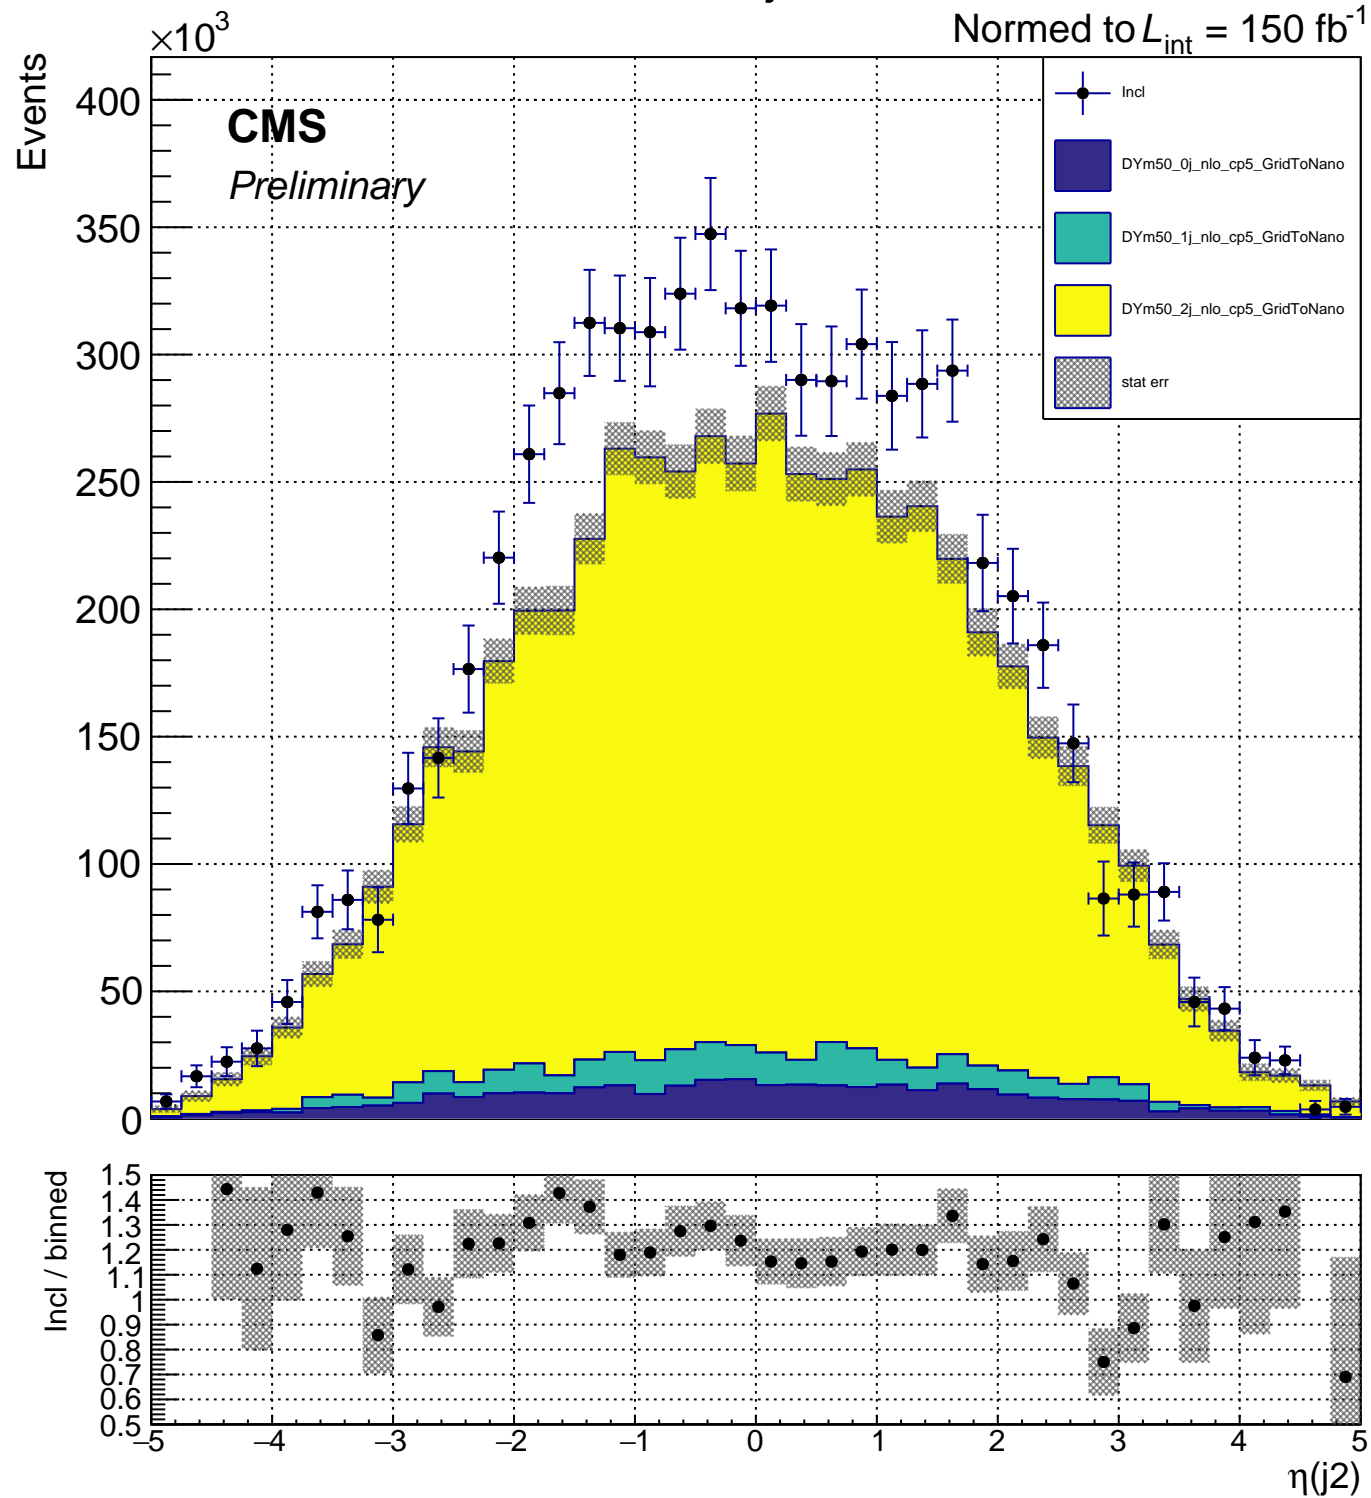 j
×10³
Normed to L_int = 150 fb⁻¹
Events
CMS
Preliminary
Incl
DYm50_0j_nlo_cp5_GridToNano
DYm50_1j_nlo_cp5_GridToNano
DYm50_2j_nlo_cp5_GridToNano
stat err
400
350
300
250
200
150
100
50
0
Incl / binned
1.5
1.4
1.3
1.2
1.1
1
0.9
0.8
0.7
0.6
0.5
−5 −4 −3 −2 −1 0 1 2 3 4 5
η(j2)